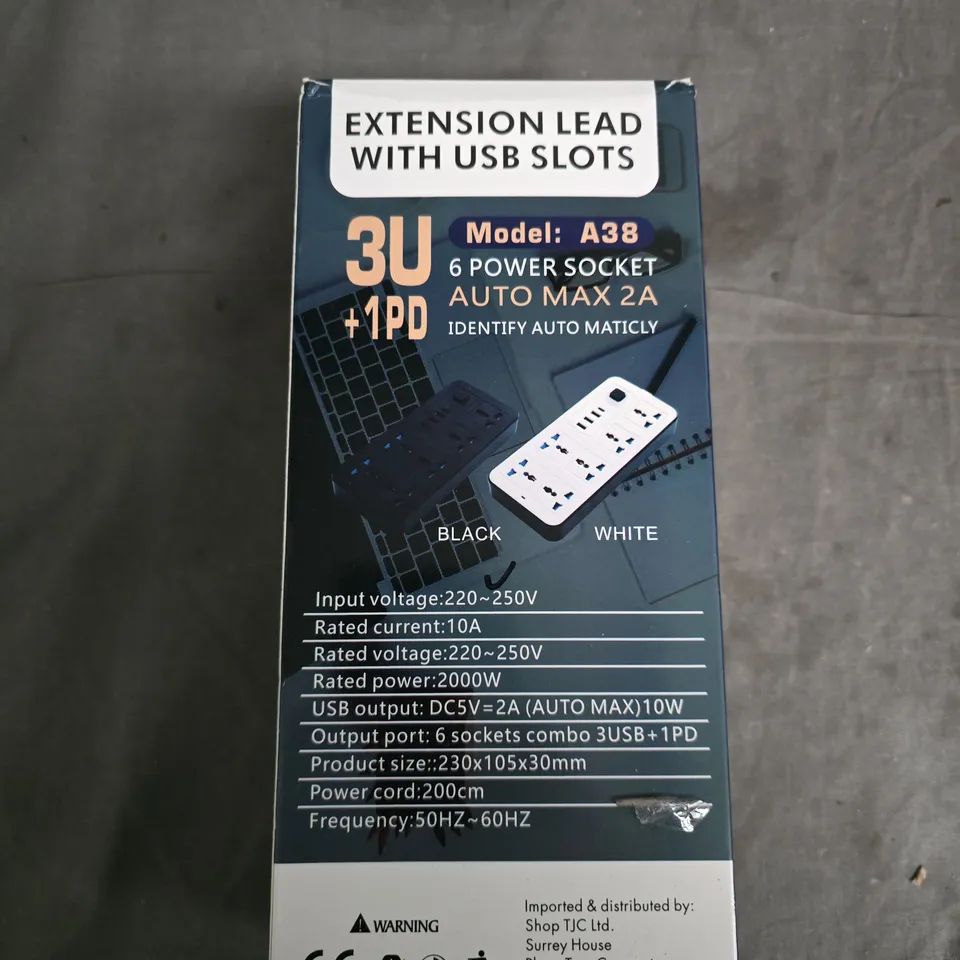 EXTENSION LEAD
WITH USB SLOTS
3U
+1PD
Model: A38
6 POWER SOCKET
AUTO MAX 2A
IDENTIFY AUTO MATICLY
BLACK
WHITE
Input voltage:220~250V
Rated current:10A
Rated voltage:220~250V
Rated power:2000W
USB output: DC5V=2A (AUTO MAX)10W
Output port: 6 sockets combo 3USB+1PD
Product size::230x105x30mm
Power cord:200cm
Frequency:50HZ~60HZ
WARNING
Imported & distributed by:
Shop TJC Ltd.
Surrey House